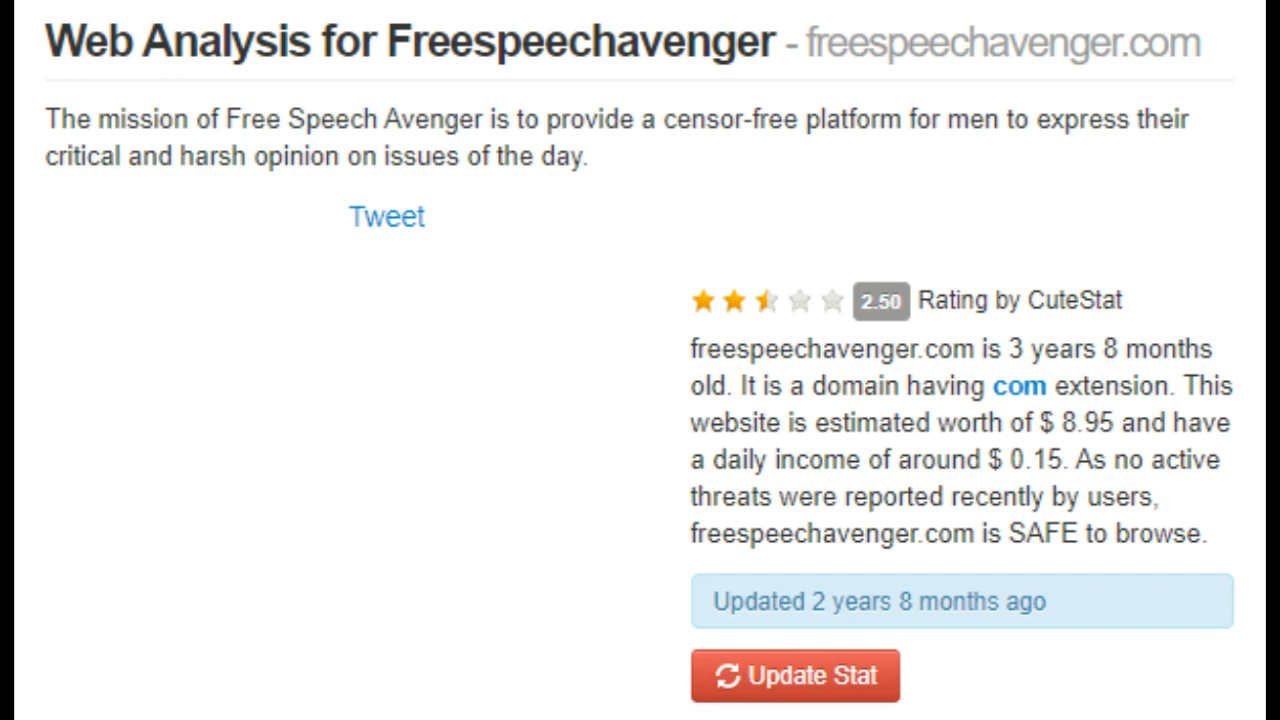 Web Analysis for Freespeechavenger - freespeechavenger.com
The mission of Free Speech Avenger is to provide a censor-free platform for men to express their
critical and harsh opinion on issues of the day.
Tweet
2.50 Rating by CuteStat
freespeechavenger.com is 3 years 8 months
old. It is a domain having com extension. This
website is estimated worth of $ 8.95 and have
a daily income of around $ 0.15. As no active
threats were reported recently by users,
freespeechavenger.com is SAFE to browse.
Updated 2 years 8 months ago
Update Stat